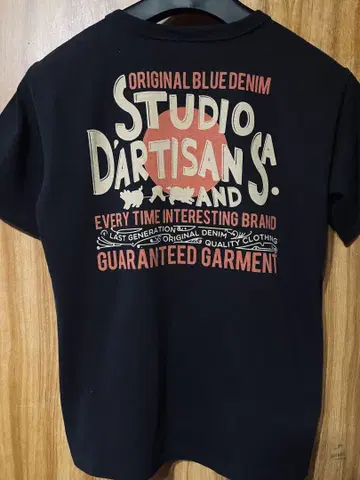 ORIGINAL BLUE DENIM
STUDIO
D'ARTISAN S.A.
AND
EVERY TIME INTERESTING BRAND
LAST GENERATION
ORIGINAL DENIM
QUALITY CLOTHING
GUARANTEED GARMENT